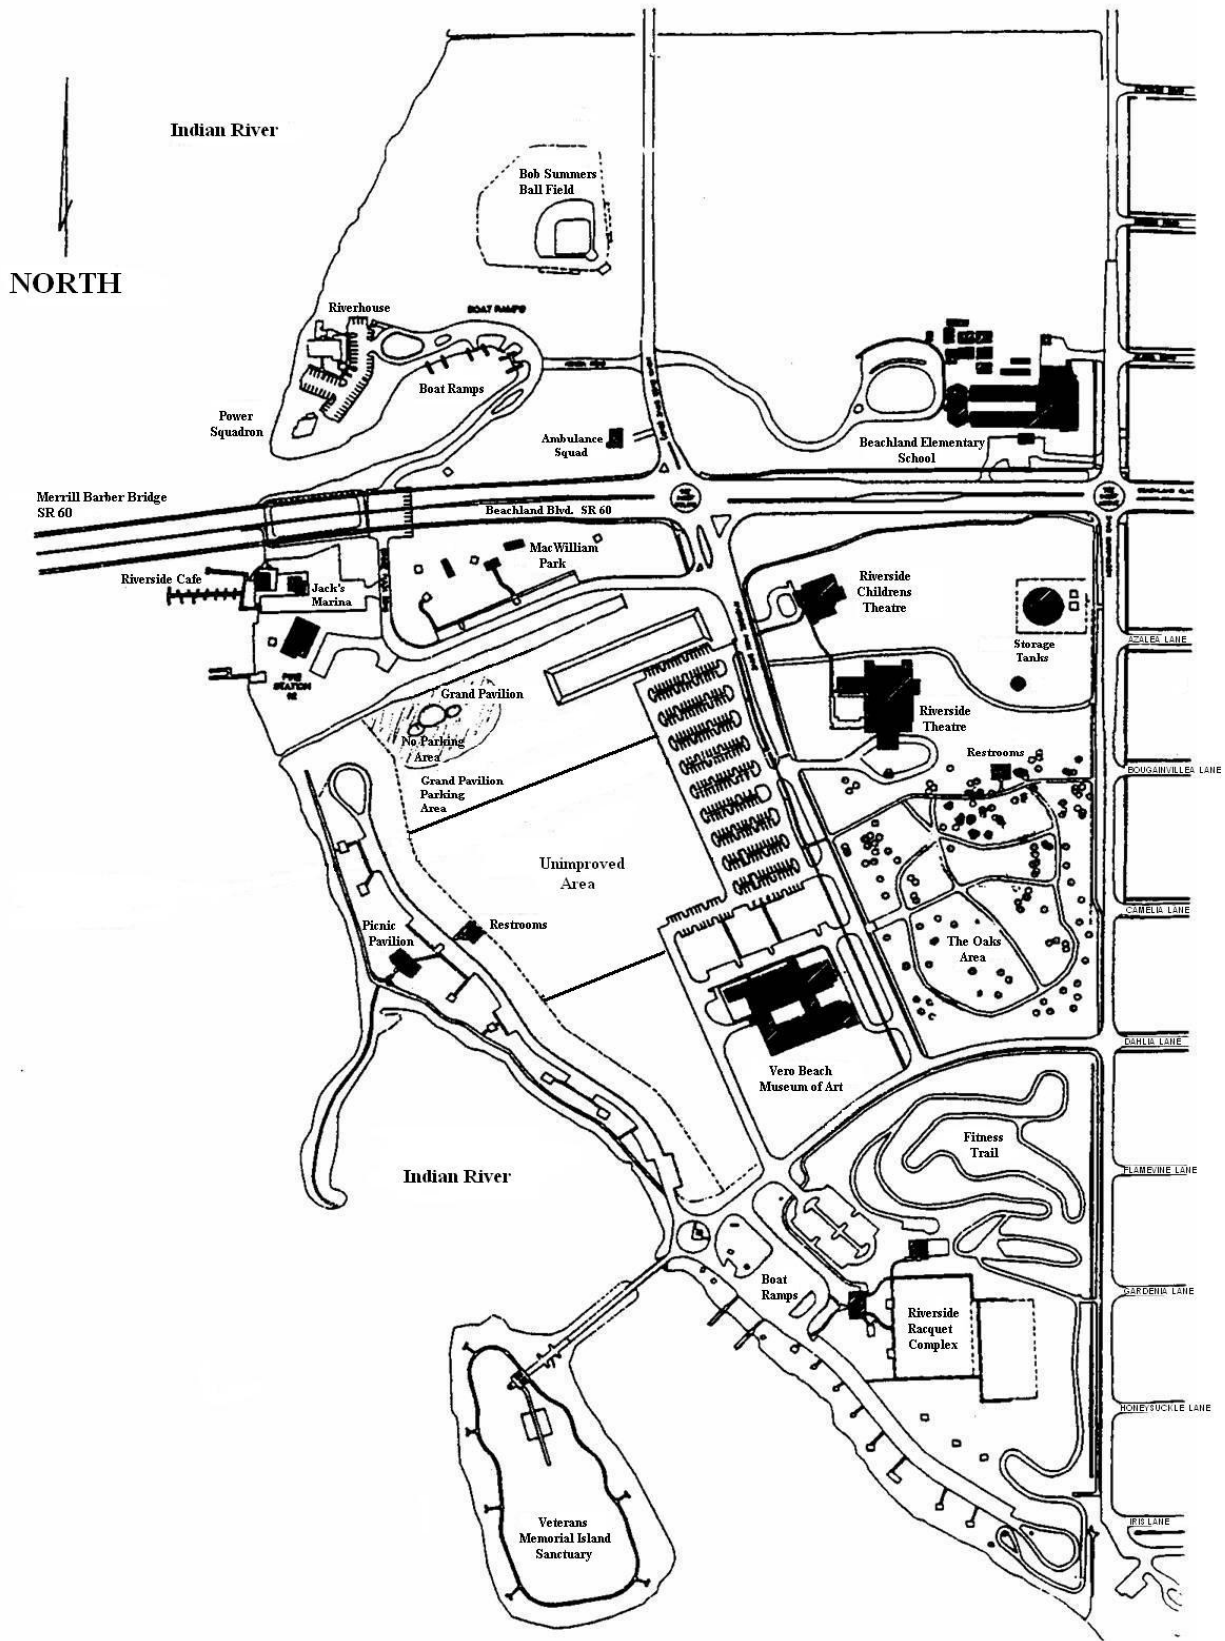 Indian River
Bob Summers
Ball Field
NORTH
Riverhouse
BOAT RAMPS
Boat Ramps
Power
Squadron
Ambulance
Squad
Beachland Elementary
School
Merrill Barber Bridge
SR 60
Beachland Blvd. SR 60
MacWilliam
Park
Riverside Cafe
Jack's
Marina
Riverside
Childrens
Theatre
Storage
Tanks
AZALEA LANE
FIRE
STATION
Grand Pavilion
No Parking
Area
Grand Pavilion
Parking
Area
Riverside
Theatre
Restrooms
BOUGAINVILLEA LANE
Unimproved
Area
CAMELIA LANE
Picnic
Pavilion
Restrooms
The Oaks
Area
DAHLIA LANE
Vero Beach
Museum of Art
Fitness
Trail
FLAMEVINE LANE
Indian River
Boat
Ramps
GARDENIA LANE
Riverside
Racquet
Complex
HONEYSUCKLE LANE
Veterans
Memorial Island
Sanctuary
IRIS LANE